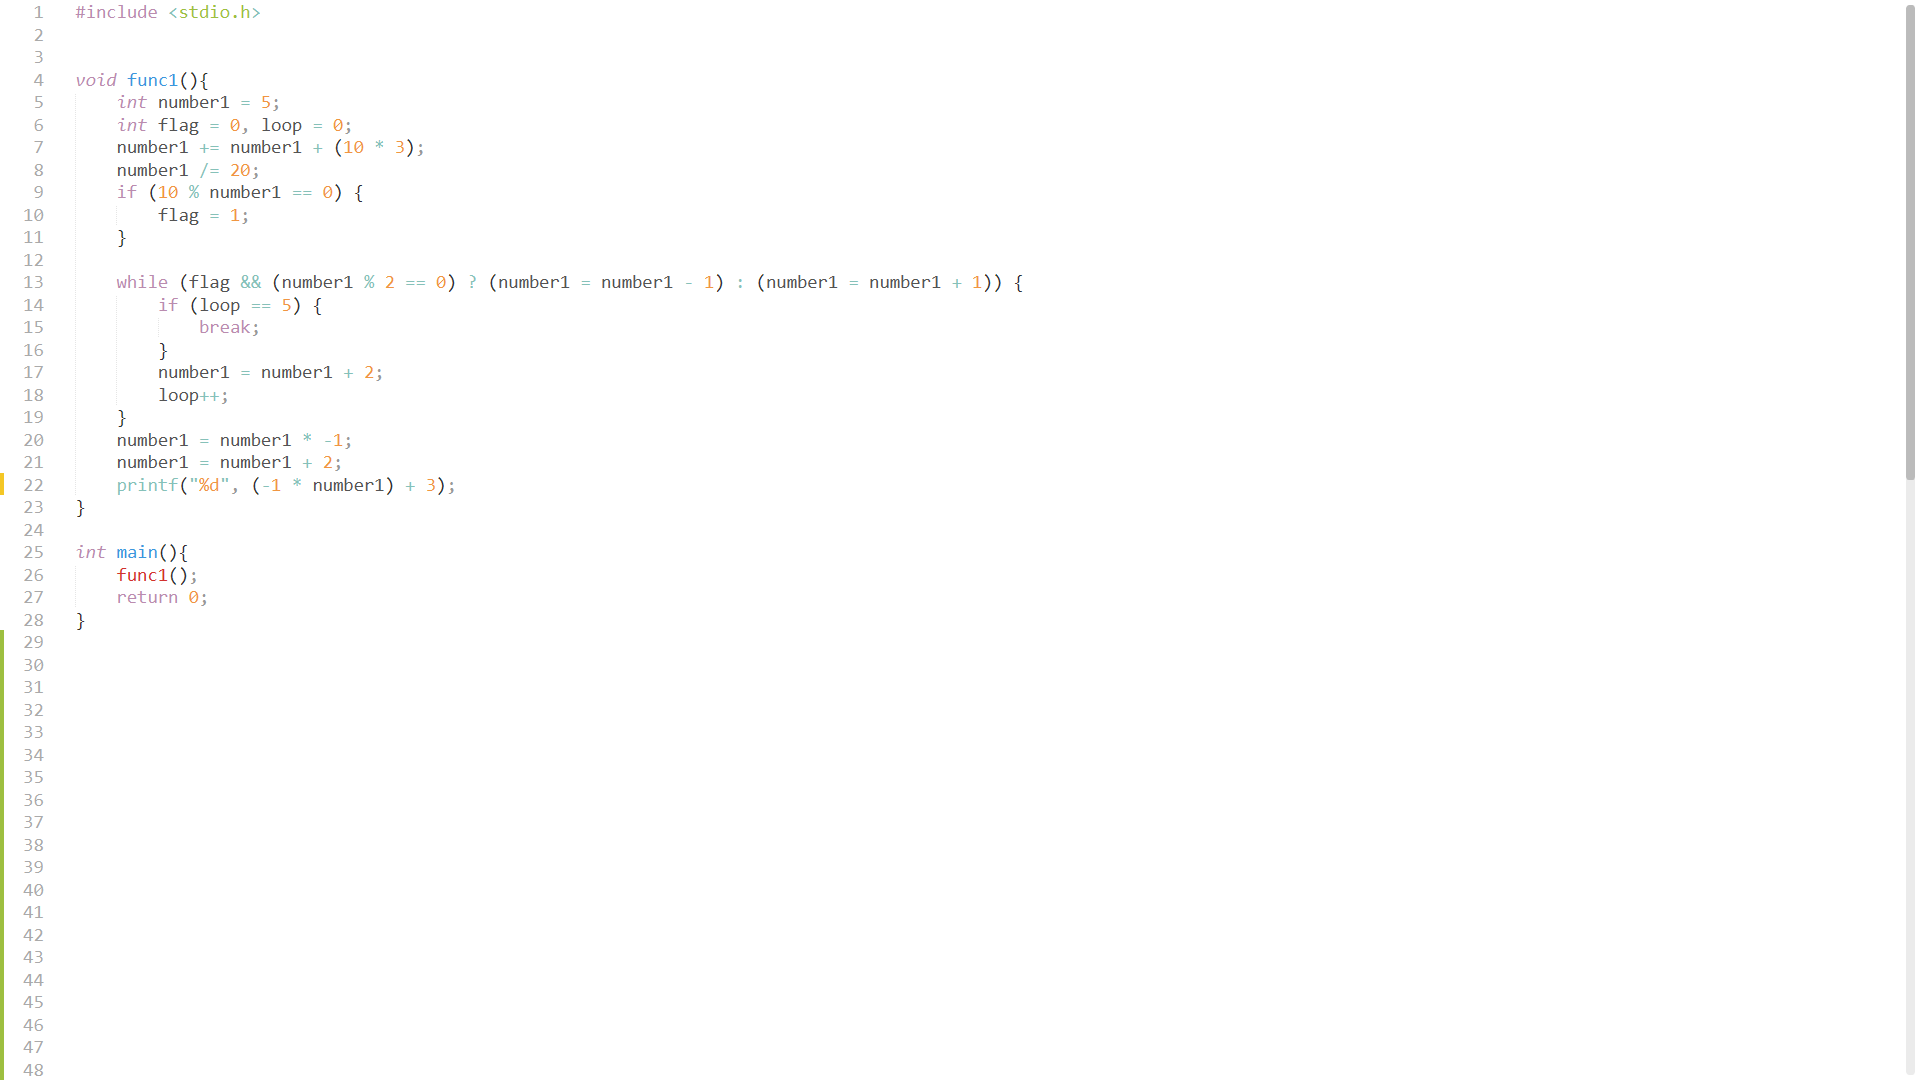 1 #include <stdio.h>
2
3
4 void func1(){
5     int number1 = 5;
6     int flag = 0, loop = 0;
7     number1 += number1 + (10 * 3);
8     number1 /= 20;
9     if (10 % number1 == 0) {
10         flag = 1;
11     }
12
13     while (flag && (number1 % 2 == 0) ? (number1 = number1 - 1) : (number1 = number1 + 1)) {
14         if (loop == 5) {
15             break;
16         }
17         number1 = number1 + 2;
18         loop++;
19     }
20     number1 = number1 * -1;
21     number1 = number1 + 2;
22     printf("%d", (-1 * number1) + 3);
23 }
24
25 int main(){
26     func1();
27     return 0;
28 }
29
30
31
32
33
34
35
36
37
38
39
40
41
42
43
44
45
46
47
48